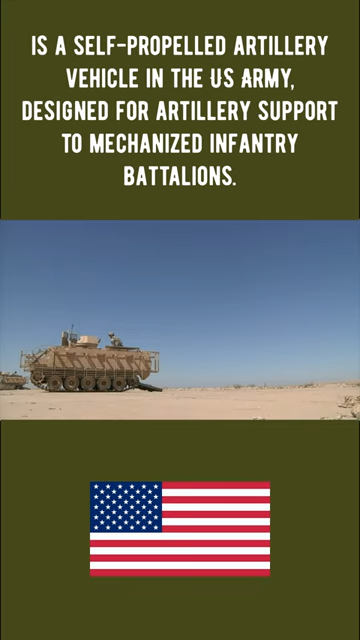 IS A SELF-PROPELLED ARTILLERY
VEHICLE IN THE US ARMY,
DESIGNED FOR ARTILLERY SUPPORT
TO MECHANIZED INFANTRY
BATTALIONS.